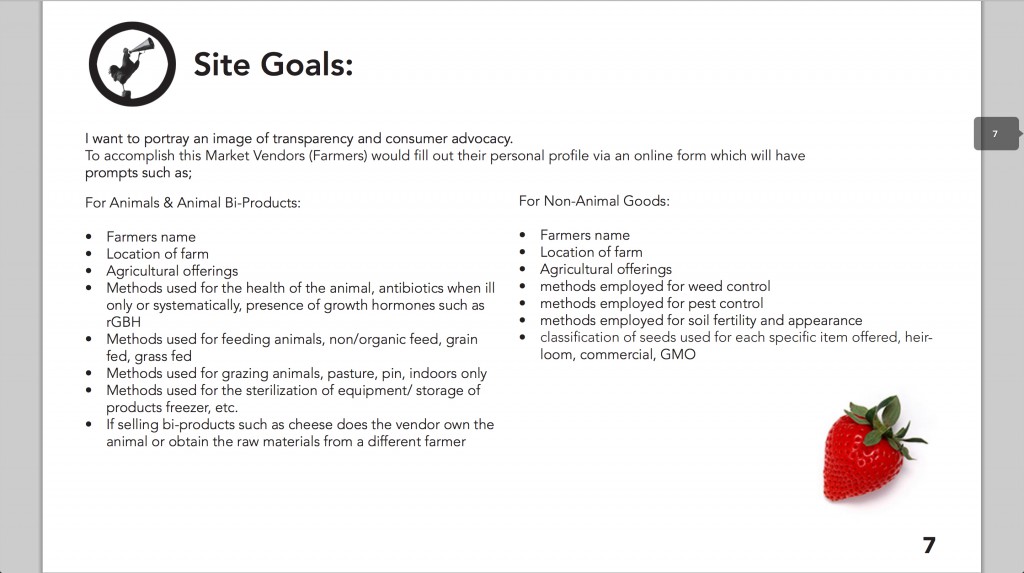 Site Goals:
I want to portray an image of transparency and consumer advocacy.
To accomplish this Market Vendors (Farmers) would fill out their personal profile via an online form which will have
prompts such as;
For Animals & Animal Bi-Products:
• Farmers name
• Location of farm
• Agricultural offerings
• Methods used for the health of the animal, antibiotics when ill
only or systematically, presence of growth hormones such as
rGBH
• Methods used for feeding animals, non/organic feed, grain
fed, grass fed
• Methods used for grazing animals, pasture, pin, indoors only
• Methods used for the sterilization of equipment/ storage of
products freezer, etc.
• If selling bi-products such as cheese does the vendor own the
animal or obtain the raw materials from a different farmer
For Non-Animal Goods:
• Farmers name
• Location of farm
• Agricultural offerings
• methods employed for weed control
• methods employed for pest control
• methods employed for soil fertility and appearance
• classification of seeds used for each specific item offered, heir-
loom, commercial, GMO
7
7